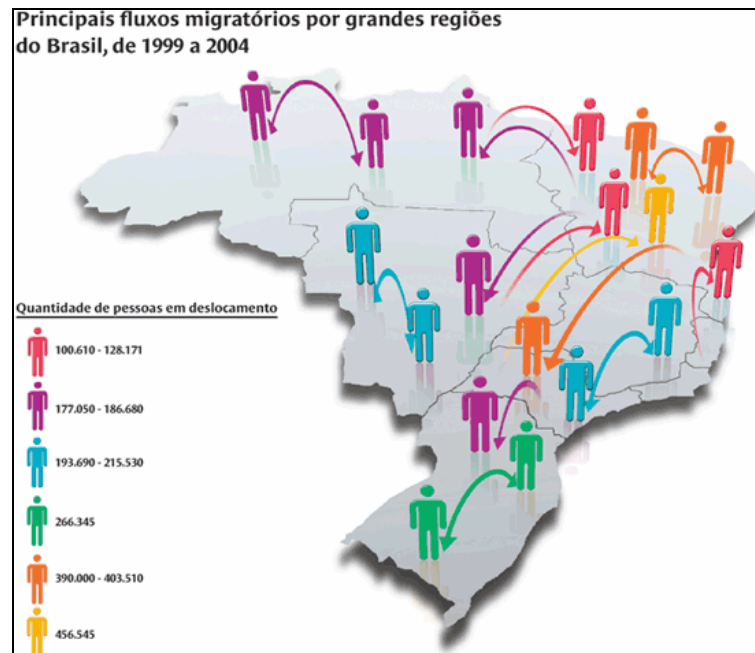 Principais fluxos migratórios por grandes regiões
do Brasil, de 1999 a 2004
Quantidade de pessoas em deslocamento
100.610 - 128.171
177.050 - 186.680
193.690 - 215.530
266.345
390.000 - 403.510
456.545